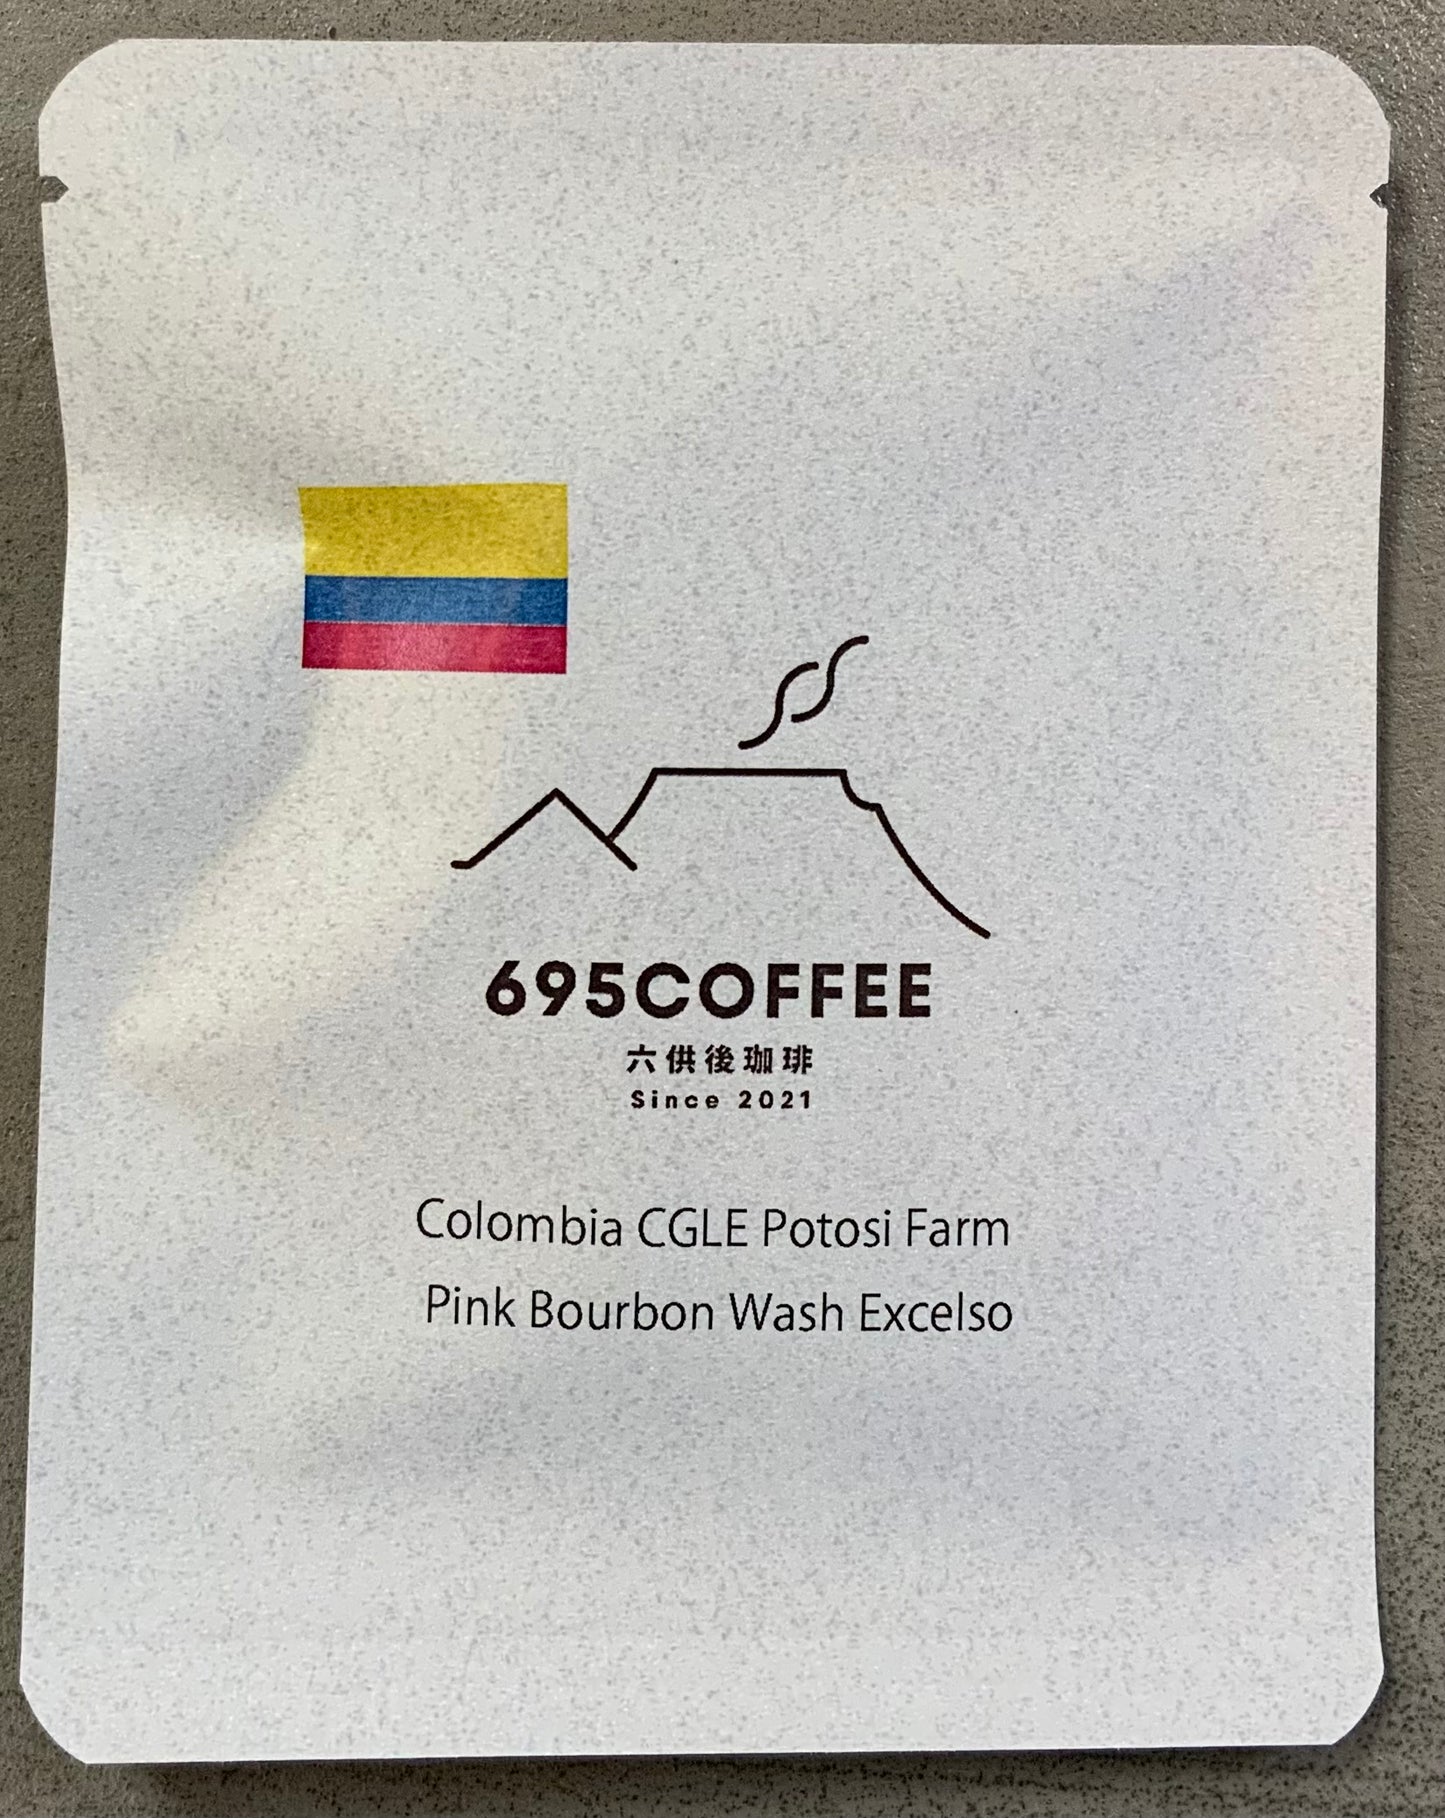 695COFFEE
六供後珈琲
Since 2021
Colombia CGLE Potosi Farm
Pink Bourbon Wash Excelso